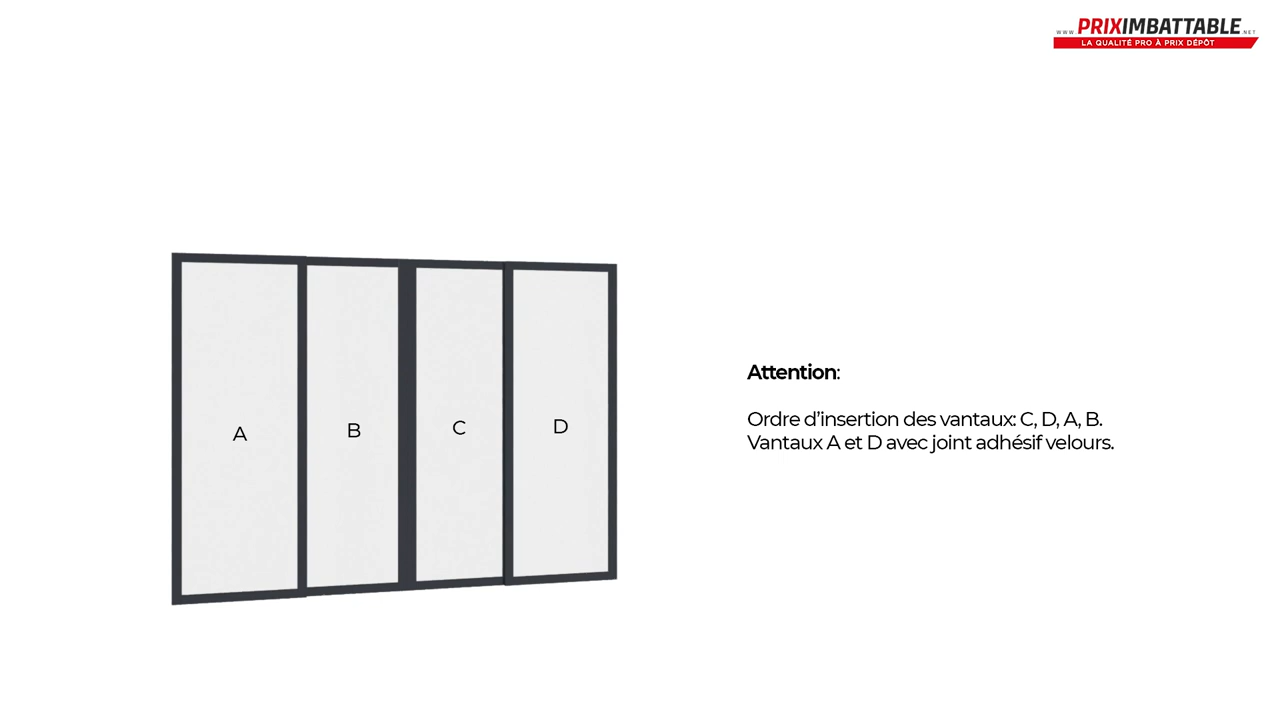 WWW. PRIXIMBATTABLE .NET
LA QUALITÉ PRO À PRIX DÉPÔT
A
B
C
D
Attention:
Ordre d’insertion des vantaux: C, D, A, B.
Vantaux A et D avec joint adhésif velours.